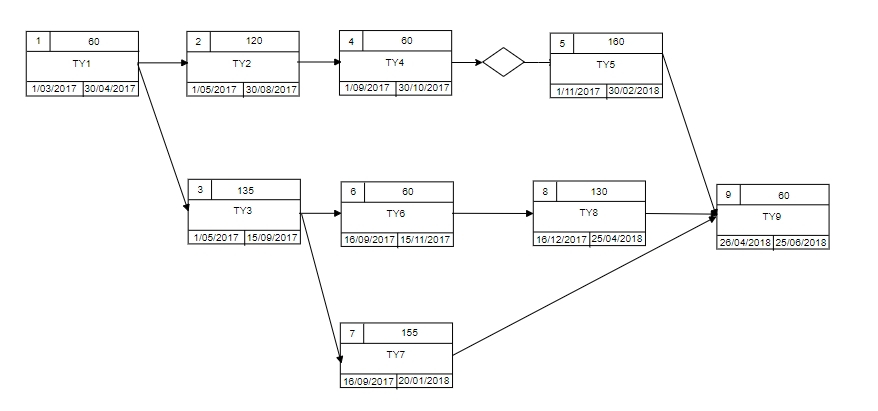 1 60
TY1
1/03/2017 30/04/2017
2 120
TY2
1/05/2017 30/08/2017
4 60
TY4
1/09/2017 30/10/2017
5 160
TY5
1/11/2017 30/02/2018
3 135
TY3
1/05/2017 15/09/2017
6 60
TY6
16/09/2017 15/11/2017
8 130
TY8
16/12/2017 25/04/2018
9 60
TY9
26/04/2018 25/06/2018
7 155
TY7
16/09/2017 20/01/2018